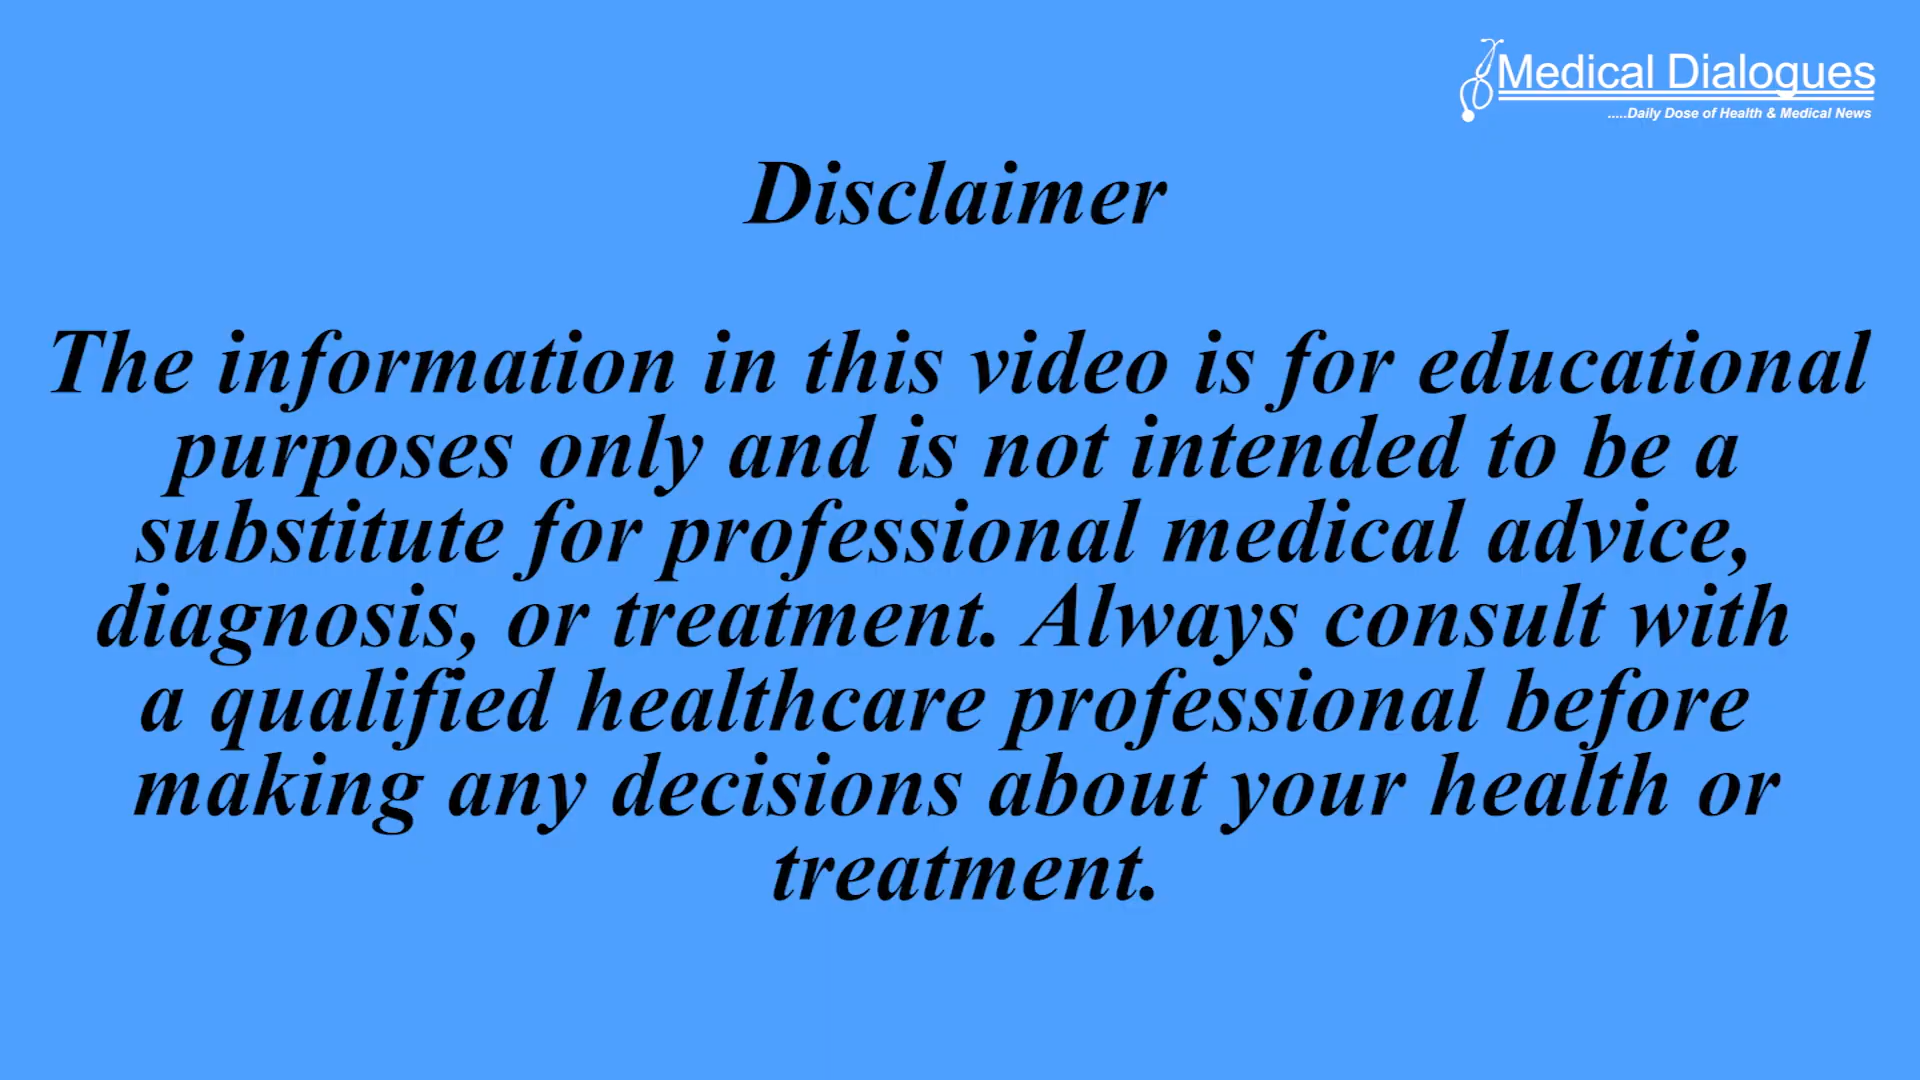 Medical Dialogues
.....Daily Dose of Health & Medical News
Disclaimer
The information in this video is for educational
purposes only and is not intended to be a
substitute for professional medical advice,
diagnosis, or treatment. Always consult with
a qualified healthcare professional before
making any decisions about your health or
treatment.